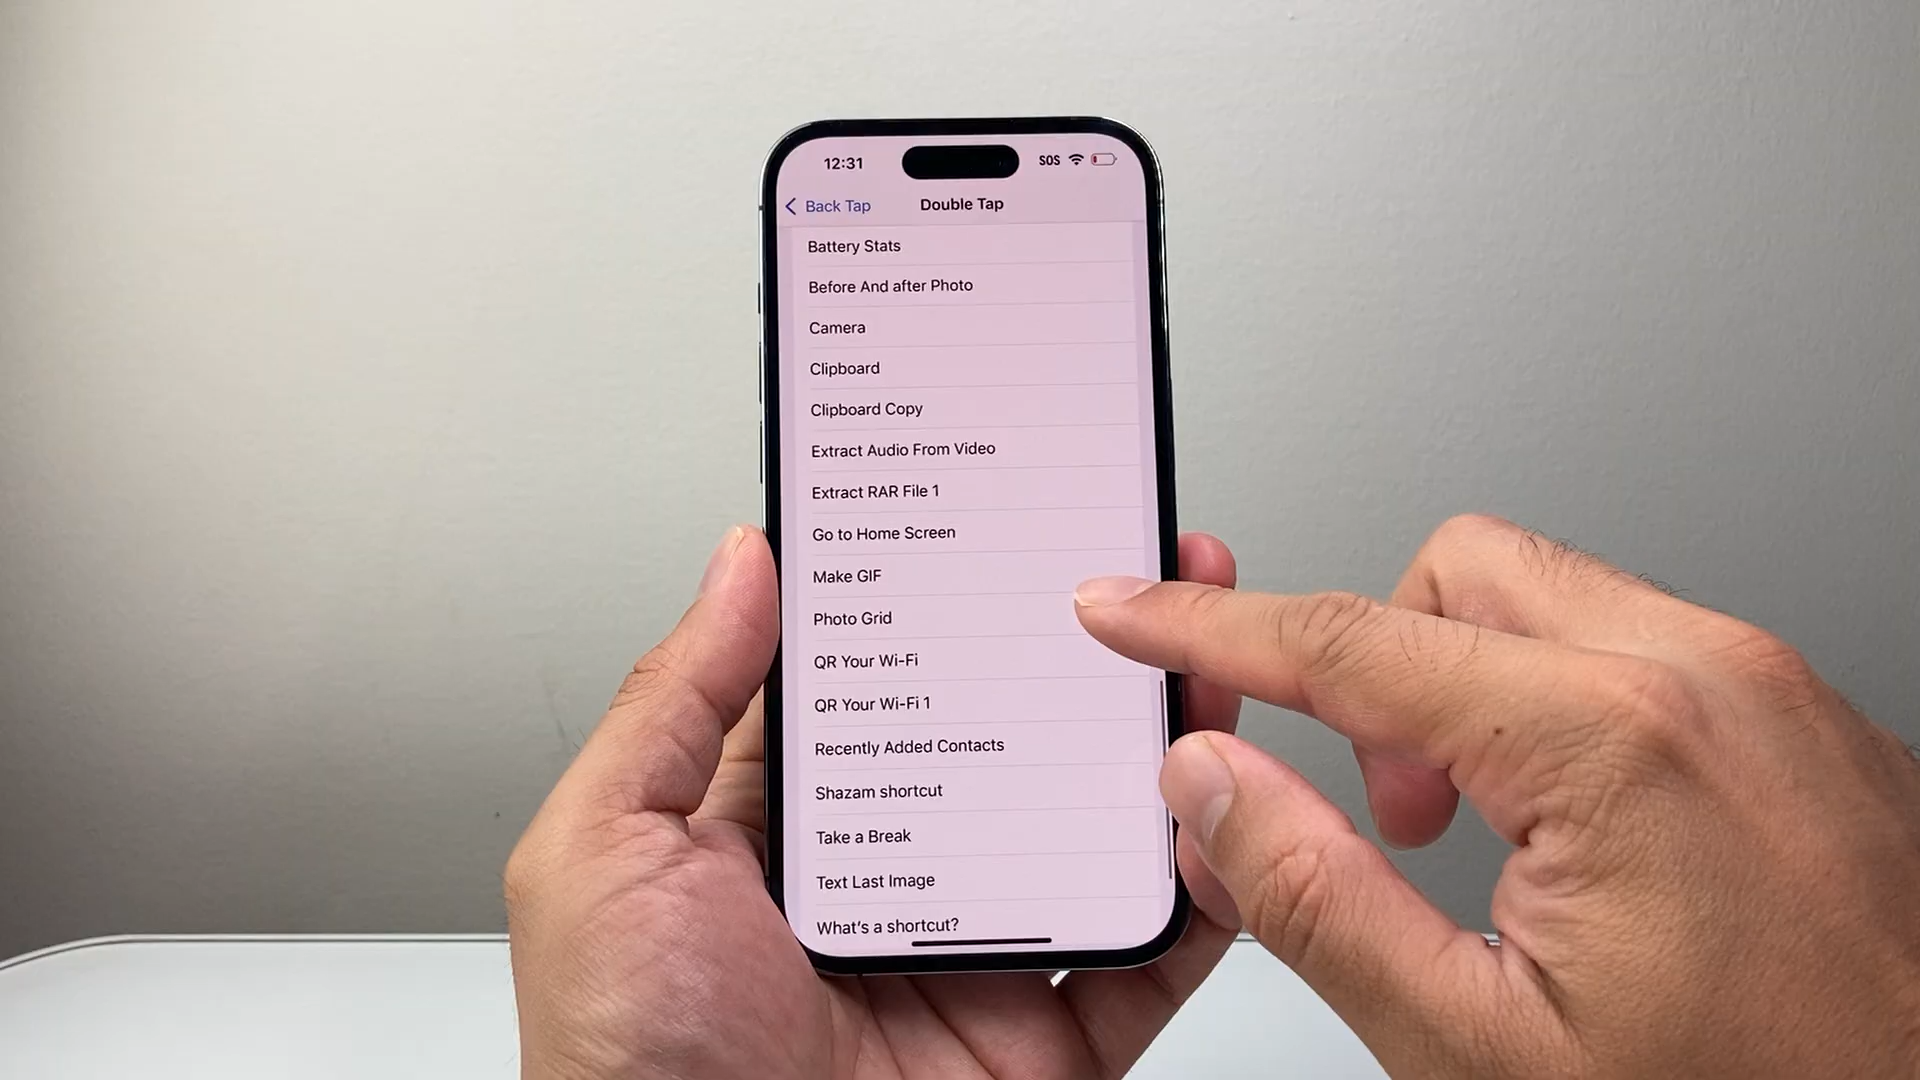 12:31
SOS
Back Tap
Double Tap
Battery Stats
Before And after Photo
Camera
Clipboard
Clipboard Copy
Extract Audio From Video
Extract RAR File 1
Go to Home Screen
Make GIF
Photo Grid
QR Your Wi-Fi
QR Your Wi-Fi 1
Recently Added Contacts
Shazam shortcut
Take a Break
Text Last Image
What's a shortcut?